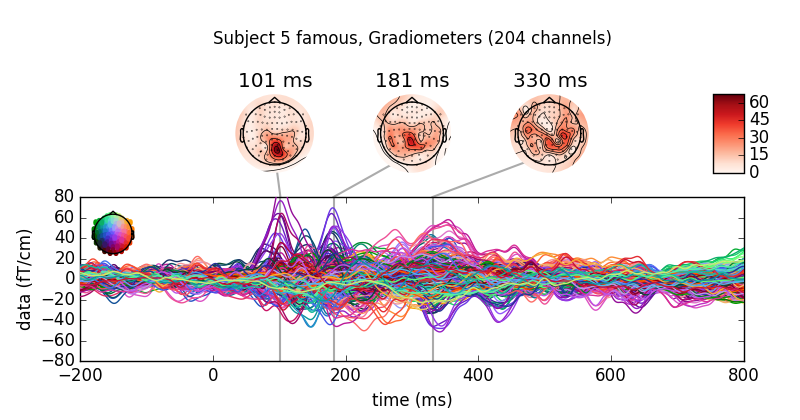 Subject 5 famous, Gradiometers (204 channels)
101 ms 181 ms 330 ms
60
45
30
15
0
80
60
40
20
0
−20
−40
−60
−80
data (fT/cm)
−200 0 200 400 600 800
time (ms)